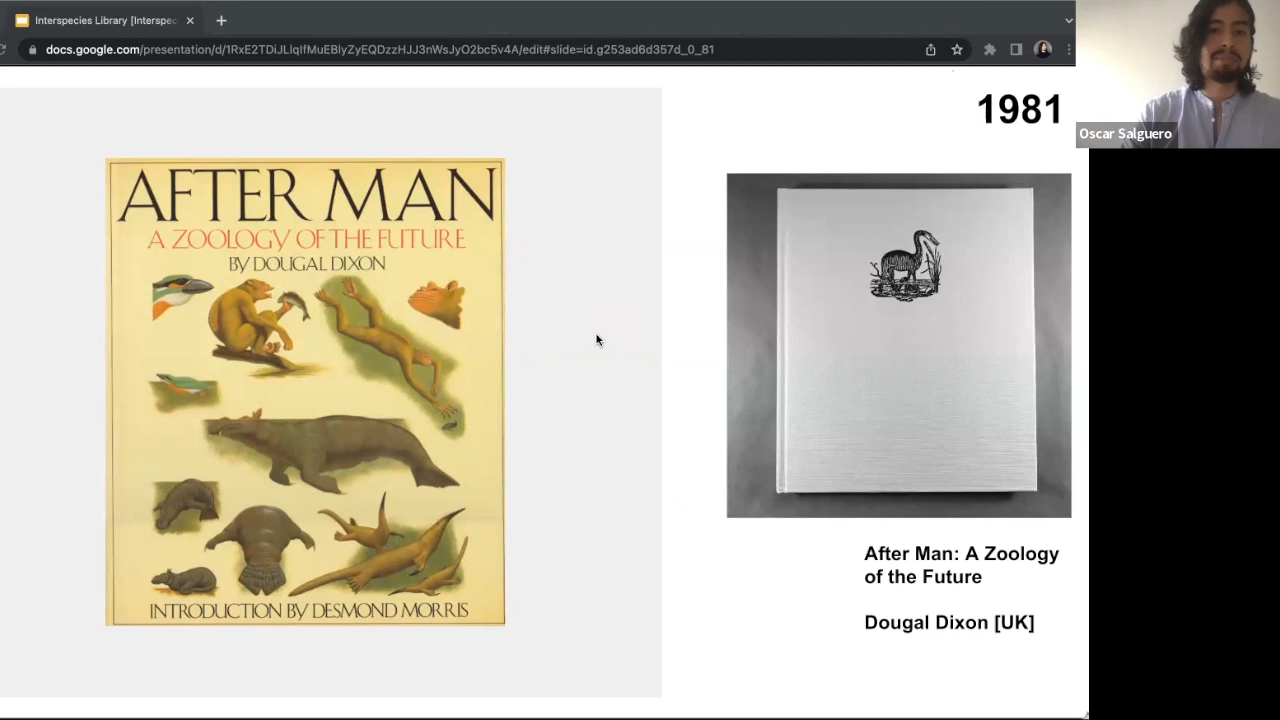 Interspecies Library [Interspec
docs.google.com/presentation/d/1RxE2TDiJLlqIfMuEBlyZyEQDzzHJJ3nWsJyO2bc5v4A/edit#slide=id.g253ad6d357d_0_81
AFTER MAN
A ZOOLOGY OF THE FUTURE
BY DOUGAL DIXON
INTRODUCTION BY DESMOND MORRIS
1981
After Man: A Zoology
of the Future
Dougal Dixon [UK]
Oscar Salguero